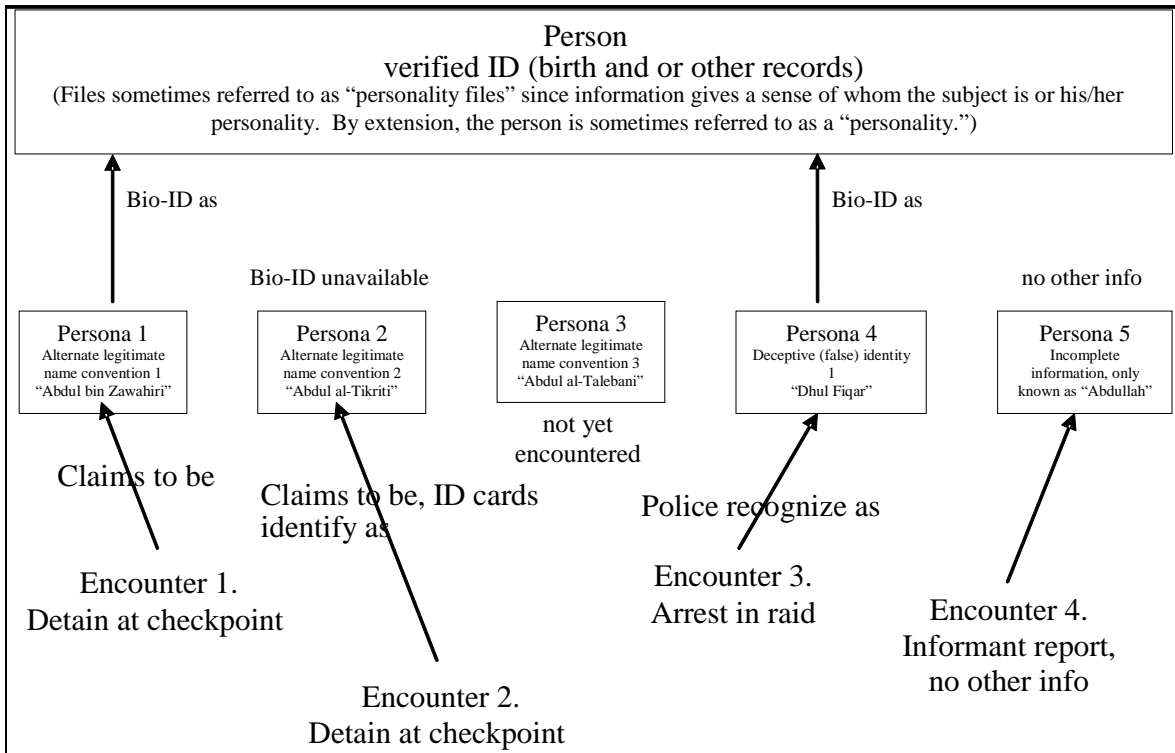 Person
verified ID (birth and or other records)
(Files sometimes referred to as “personality files” since information gives a sense of whom the subject is or his/her
personality. By extension, the person is sometimes referred to as a “personality.”)
Bio-ID as
Bio-ID as
Bio-ID unavailable
no other info
Persona 1
Alternate legitimate
name convention 1
“Abdul bin Zawahiri”
Persona 2
Alternate legitimate
name convention 2
“Abdul al-Tikriti”
Persona 3
Alternate legitimate
name convention 3
“Abdul al-Talebani”
Persona 4
Deceptive (false) identity
1
“Dhul Fiqar”
Persona 5
Incomplete
information, only
known as “Abdullah”
not yet
encountered
Claims to be
Claims to be, ID cards
identify as
Police recognize as
Encounter 1.
Detain at checkpoint
Encounter 2.
Detain at checkpoint
Encounter 3.
Arrest in raid
Encounter 4.
Informant report,
no other info